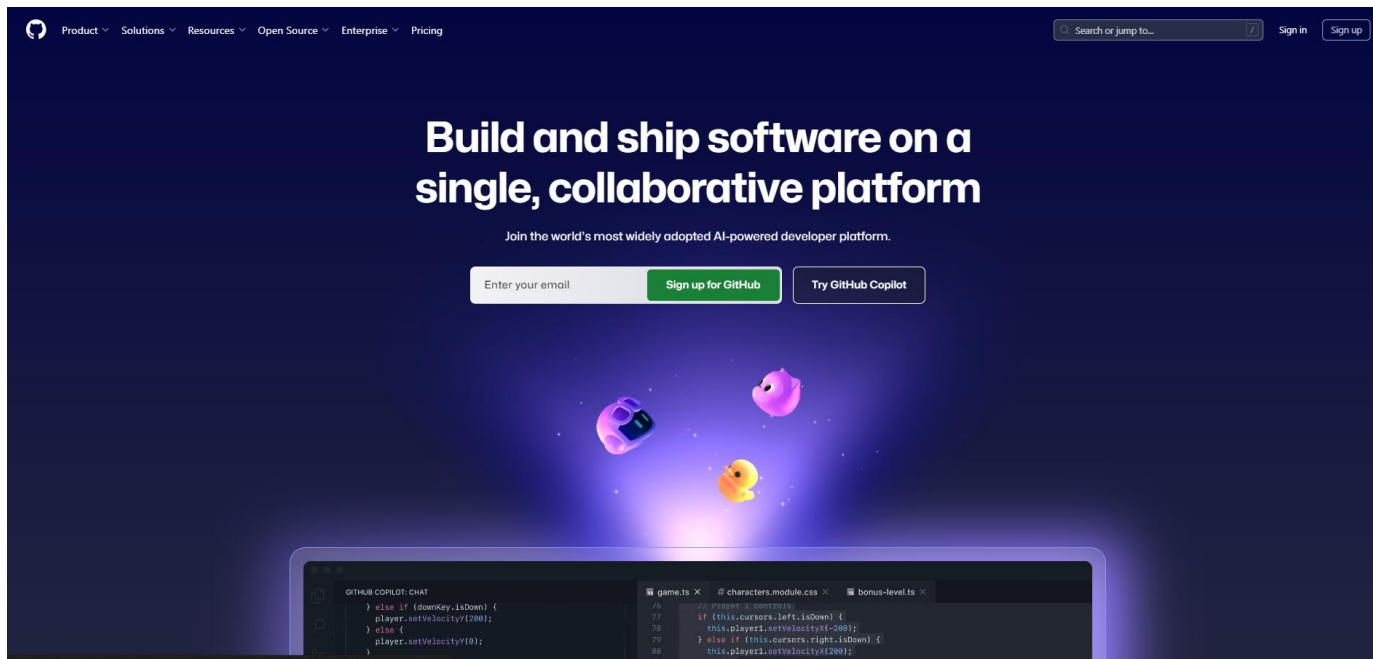 Product Solutions Resources Open Source Enterprise Pricing
Search or jump to... /
Sign in
Sign up
Build and ship software on a
single, collaborative platform
Join the world's most widely adopted AI-powered developer platform.
Enter your email
Sign up for GitHub
Try GitHub Copilot
GITHUB COPILOT: CHAT
} else if (downKey.isDown) {
player.setVelocityY(200);
} else {
player.setVelocityY(0);
}
game.ts × # characters.module.css × bonus-level.ts ×
76 // Player 1 controls
77 if (this.cursors.left.isDown) {
78 this.player1.setVelocityX(-200);
79 } else if (this.cursors.right.isDown) {
80 this.player1.setVelocityX(200);